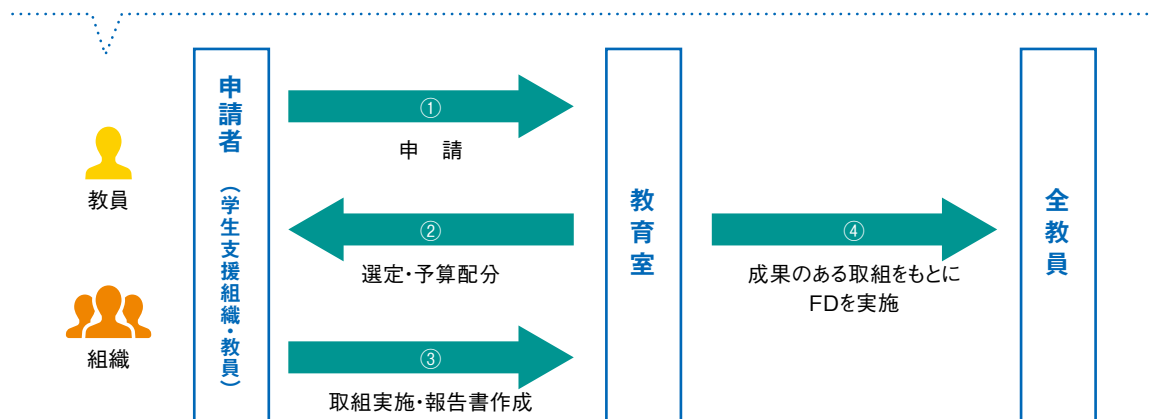 教員
組織
申請者
(学生支援組織・教員)
①
申 請
②
選定・予算配分
③
取組実施・報告書作成
教育室
④
成果のある取組をもとに
FDを実施
全教員